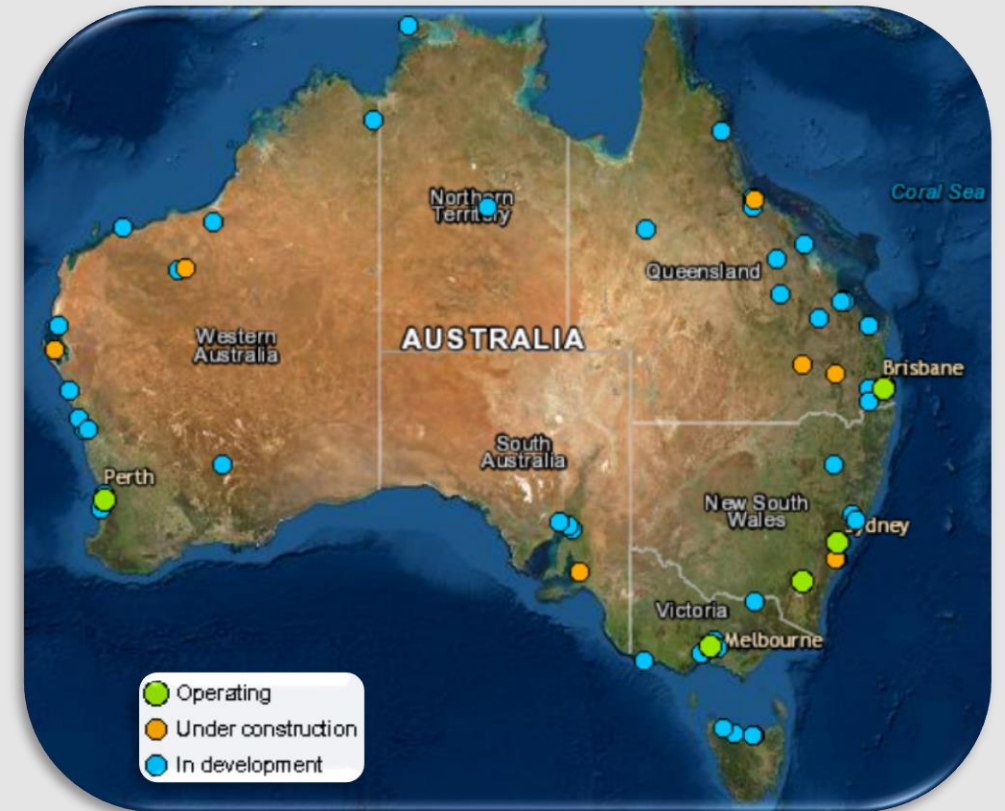 Coral Sea
Northern
Territory
Queensland
Western
Australia
AUSTRALIA
Brisbane
South
Australia
Perth
New South
Wales
ydney
Victoria
Melbourne
Operating
Under construction
In development